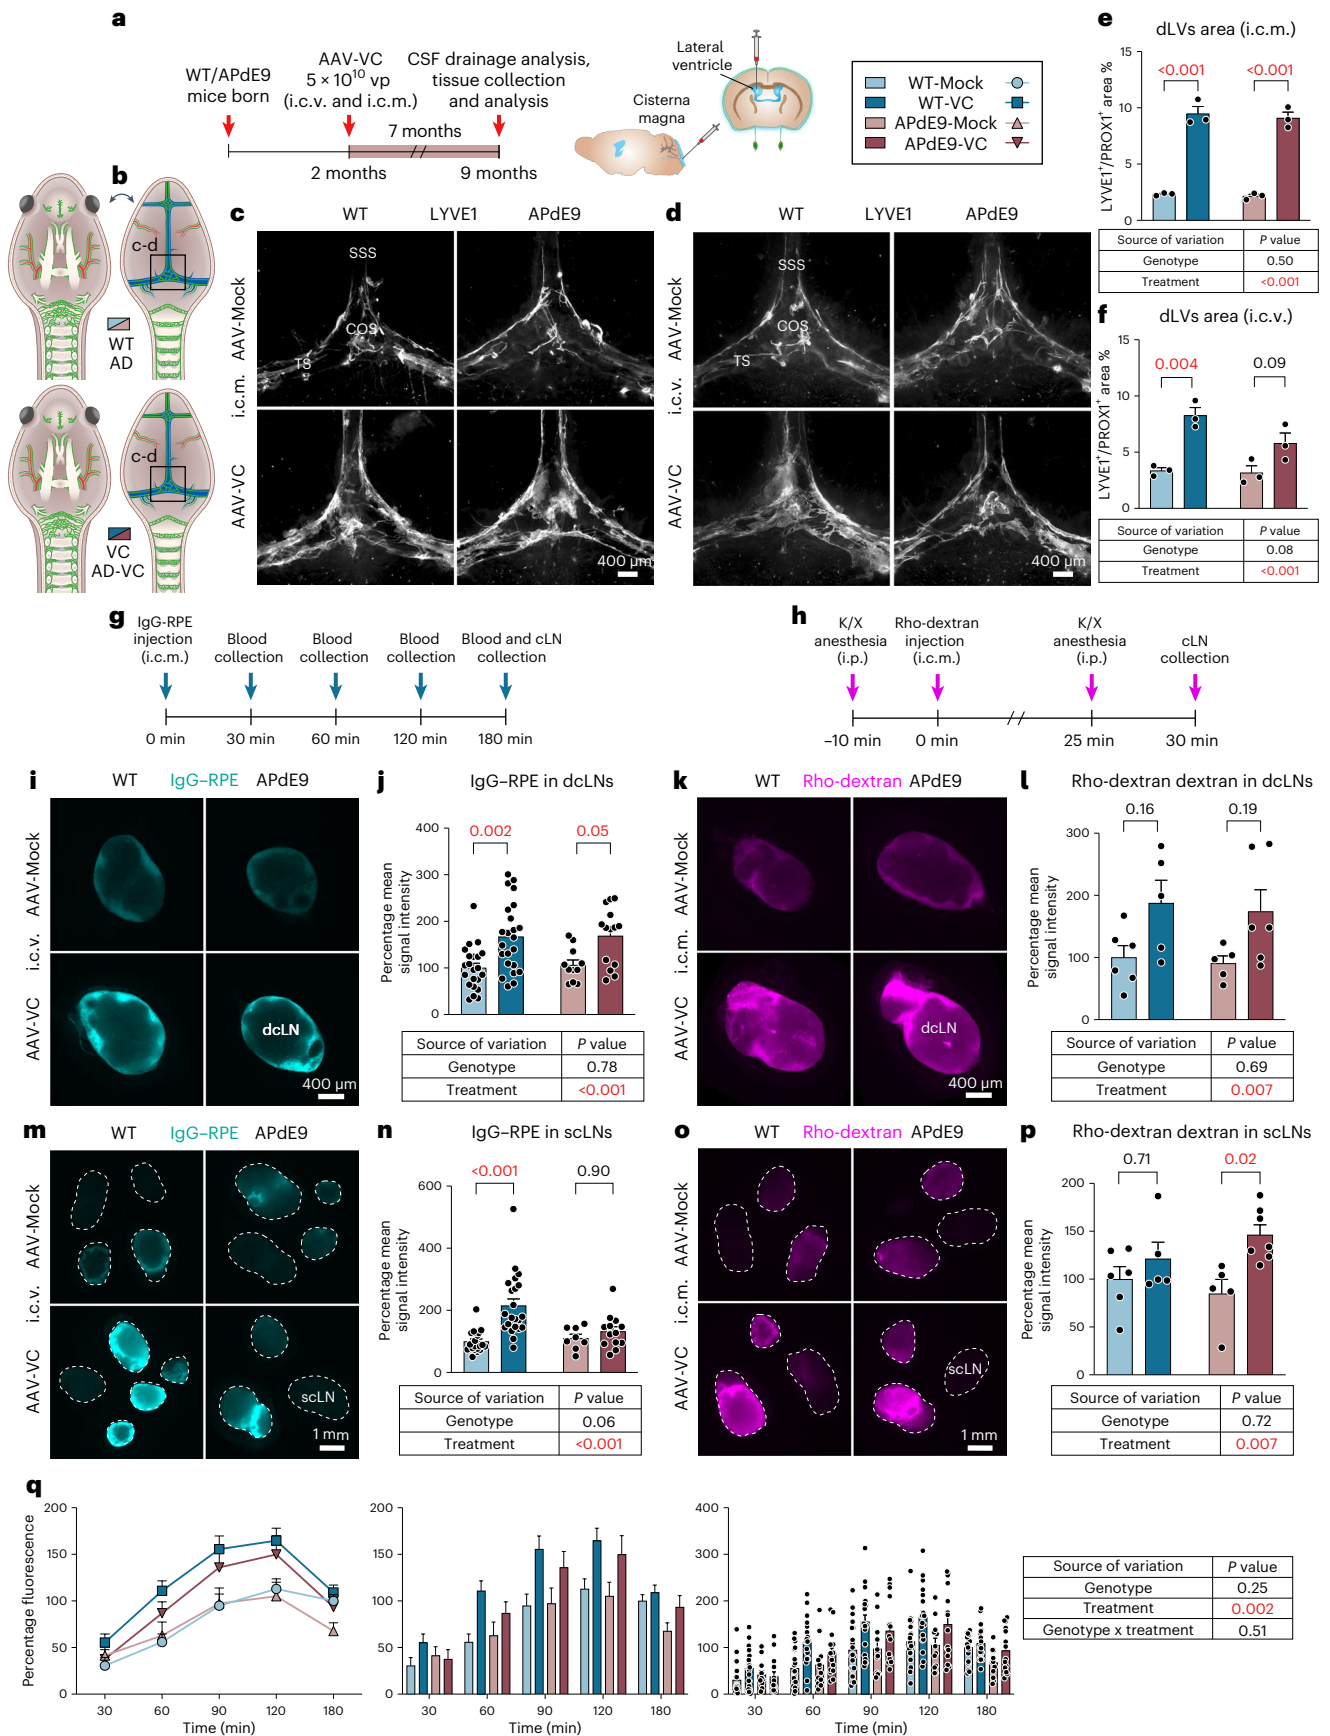 a
WT/APdE9
mice born
AAV-VC
5 × 10¹⁰ vp
(i.c.v. and i.c.m.)
CSF drainage analysis,
tissue collection
and analysis
7 months
2 months
9 months
Lateral
ventricle
Cisterna
magna
WT-Mock
WT-VC
APdE9-Mock
APdE9-VC
b
c-d
WT
AD
c-d
VC
AD-VC
c
WT LYVE1 APdE9
i.c.m.
AAV-Mock
AAV-VC
SSS
COS
TS
400 µm
d
WT LYVE1 APdE9
i.c.v.
AAV-Mock
AAV-VC
SSS
COS
TS
400 µm
e
dLVs area (i.c.m.)
LYVE1⁺/PROX1⁺ area %
15
10
5
0
<0.001 <0.001
Source of variation P value
Genotype 0.50
Treatment <0.001
f
dLVs area (i.c.v.)
LYVE1⁺/PROX1⁺ area %
15
10
5
0
0.004 0.09
Source of variation P value
Genotype 0.08
Treatment <0.001
g
IgG-RPE
injection
(i.c.m.)
Blood
collection
Blood
collection
Blood
collection
Blood and cLN
collection
0 min 30 min 60 min 120 min 180 min
h
K/X
anesthesia
(i.p.)
Rho-dextran
injection
(i.c.m.)
K/X
anesthesia
(i.p.)
cLN
collection
−10 min 0 min 25 min 30 min
i
WT IgG–RPE APdE9
i.c.v.
AAV-Mock
AAV-VC
dcLN
400 µm
j
IgG–RPE in dcLNs
Percentage mean
signal intensity
400
300
200
100
0
0.002 0.05
Source of variation P value
Genotype 0.78
Treatment <0.001
k
WT Rho-dextran APdE9
i.c.m.
AAV-Mock
AAV-VC
dcLN
400 µm
l
Rho-dextran dextran in dcLNs
Percentage mean
signal intensity
300
200
100
0
0.16 0.19
Source of variation P value
Genotype 0.69
Treatment 0.007
m
WT IgG–RPE APdE9
i.c.v.
AAV-Mock
AAV-VC
scLN
1 mm
n
IgG–RPE in scLNs
Percentage mean
signal intensity
600
400
200
0
<0.001 0.90
Source of variation P value
Genotype 0.06
Treatment <0.001
o
WT Rho-dextran APdE9
i.c.m.
AAV-Mock
AAV-VC
scLN
1 mm
p
Rho-dextran dextran in scLNs
Percentage mean
signal intensity
200
150
100
50
0
0.71 0.02
Source of variation P value
Genotype 0.72
Treatment 0.007
q
Percentage fluorescence
200
150
100
50
0
30 60 90 120 180
Time (min)
200
150
100
50
0
30 60 90 120 180
Time (min)
400
300
200
100
0
30 60 90 120 180
Time (min)
Source of variation P value
Genotype 0.25
Treatment 0.002
Genotype x treatment 0.51